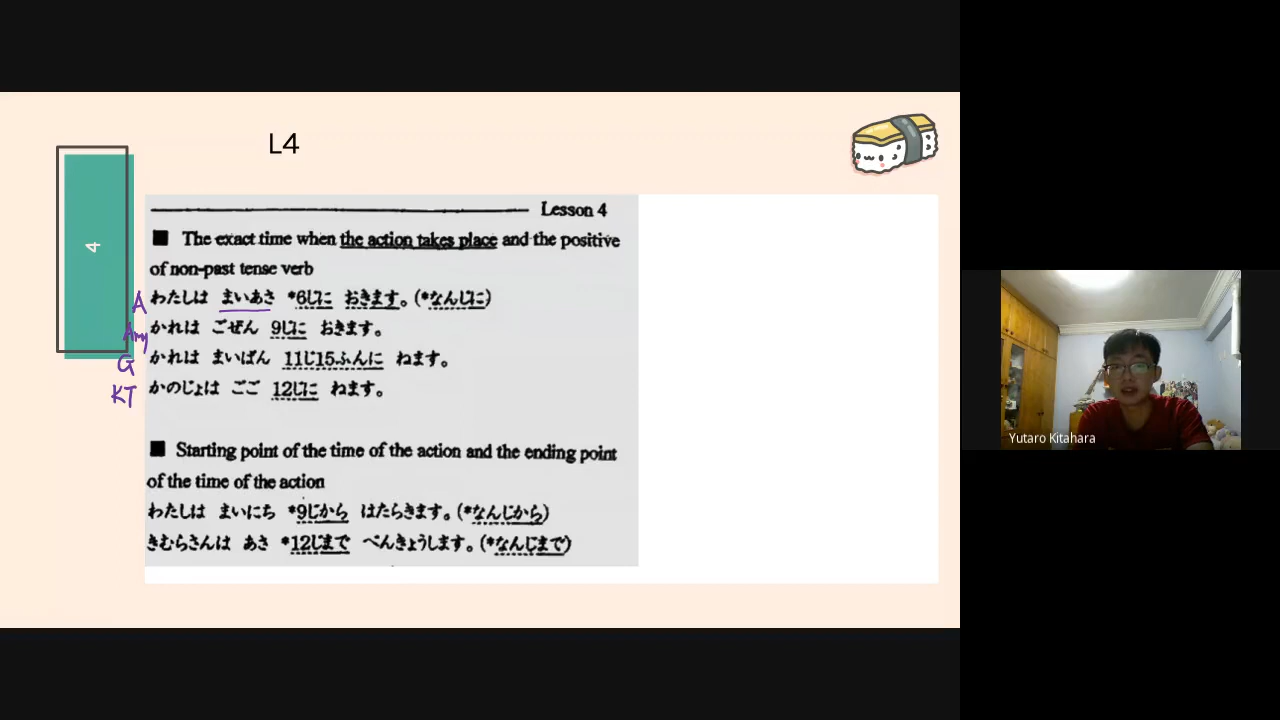 L4
4
Lesson 4
■ The exact time when the action takes place and the positive
of non-past tense verb
A わたしは まいあさ *6じに おきます。(*なんじに)
Amy かれは ごぜん 9じに おきます。
G かれは まいばん 11じ15ふんに ねます。
KT かのじょは ごご 12じに ねます。
■ Starting point of the time of the action and the ending point
of the time of the action
わたしは まいにち *9じから はたらきます。(*なんじから)
きむらさんは あさ *12じまで べんきょうします。(*なんじまで)
Yutaro Kitahara